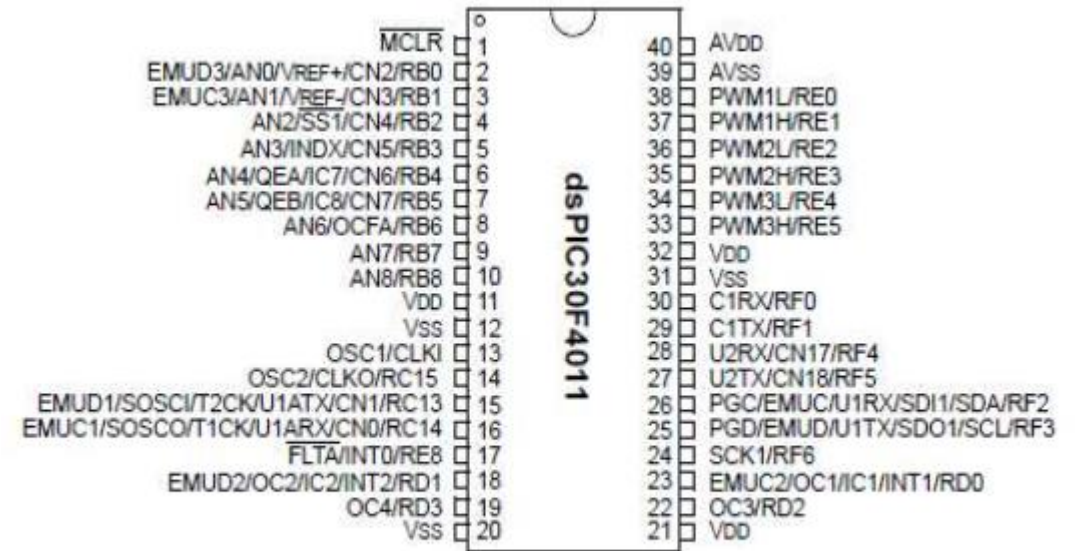 MCLR 1
EMUD3/AN0/VREF+/CN2/RB0 2
EMUC3/AN1/VREF-/CN3/RB1 3
AN2/SS1/CN4/RB2 4
AN3/INDX/CN5/RB3 5
AN4/QEA/IC7/CN6/RB4 6
AN5/QEB/IC8/CN7/RB5 7
AN6/OCFA/RB6 8
AN7/RB7 9
AN8/RB8 10
VDD 11
VSS 12
OSC1/CLKI 13
OSC2/CLKO/RC15 14
EMUD1/SOSCI/T2CK/U1ATX/CN1/RC13 15
EMUC1/SOSCO/T1CK/U1ARX/CN0/RC14 16
FLTA/INT0/RE8 17
EMUD2/OC2/IC2/INT2/RD1 18
OC4/RD3 19
VSS 20
dsPIC30F4011
40 AVDD
39 AVSS
38 PWM1L/RE0
37 PWM1H/RE1
36 PWM2L/RE2
35 PWM2H/RE3
34 PWM3L/RE4
33 PWM3H/RE5
32 VDD
31 VSS
30 C1RX/RF0
29 C1TX/RF1
28 U2RX/CN17/RF4
27 U2TX/CN18/RF5
26 PGC/EMUC/U1RX/SDI1/SDA/RF2
25 PGD/EMUD/U1TX/SDO1/SCL/RF3
24 SCK1/RF6
23 EMUC2/OC1/IC1/INT1/RD0
22 OC3/RD2
21 VDD